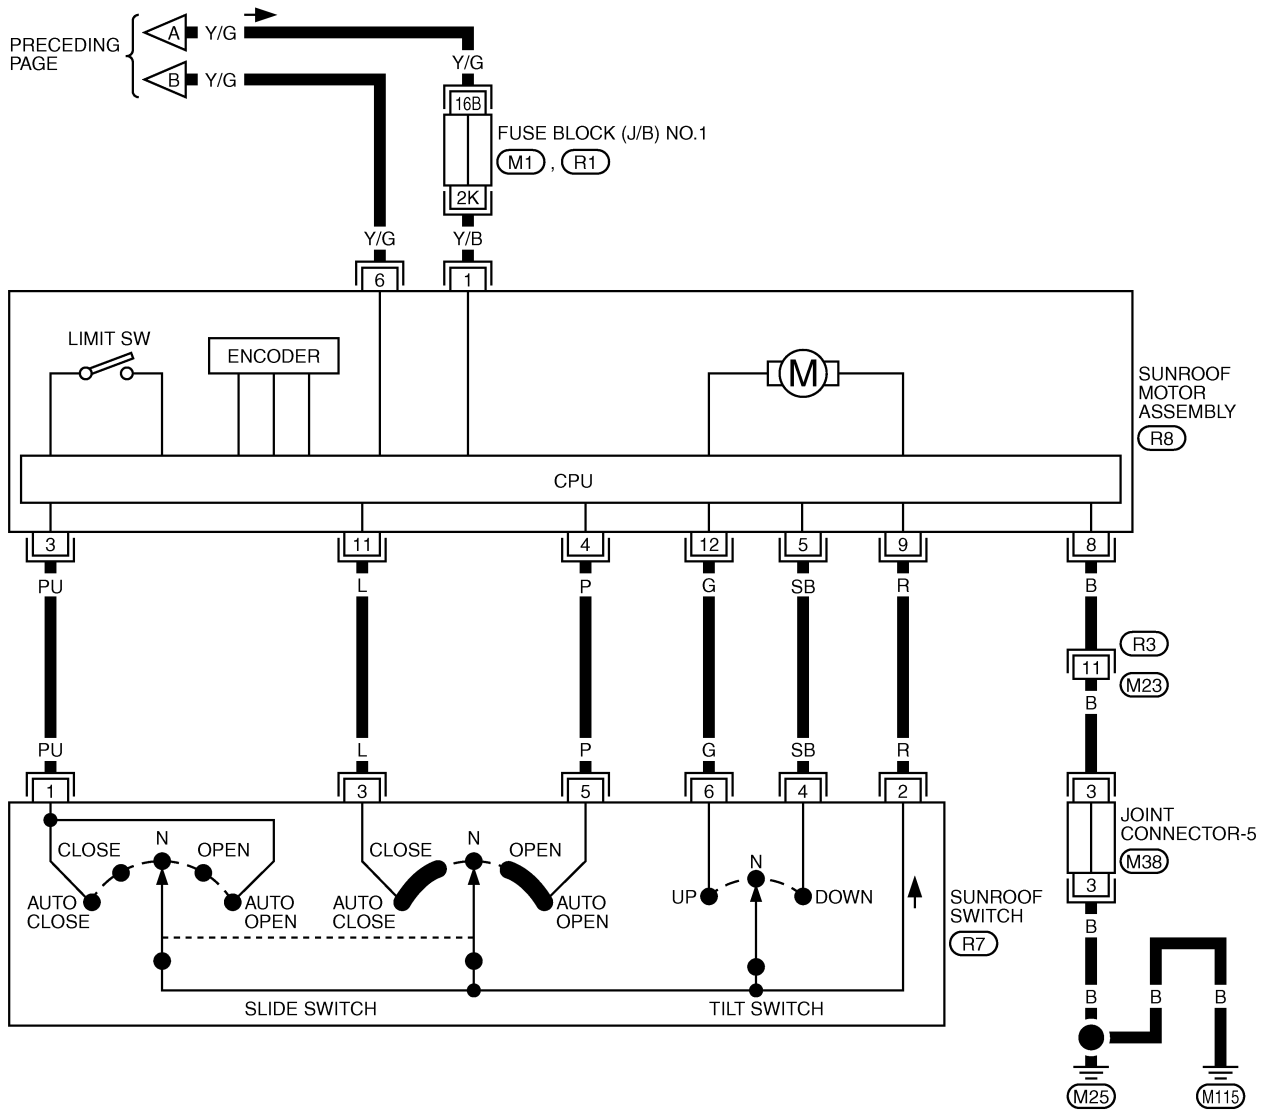 PRECEDING
PAGE
A Y/G
B Y/G
Y/G
16B
FUSE BLOCK (J/B) NO.1
M1 , R1
2K
Y/G Y/B
6 1
LIMIT SW
ENCODER
M
SUNROOF
MOTOR
ASSEMBLY
R8
CPU
3 11 4 12 5 9 8
PU L P G SB R B
R3
11
M23
B
PU L P G SB R
1 3 5 6 4 2 3
JOINT
CONNECTOR-5
M38
3
N N
CLOSE OPEN CLOSE OPEN
N
AUTO
CLOSE
AUTO
OPEN
AUTO
CLOSE
AUTO
OPEN
UP DOWN
SUNROOF
SWITCH
R7
B
SLIDE SWITCH TILT SWITCH
B B B
M25 M115